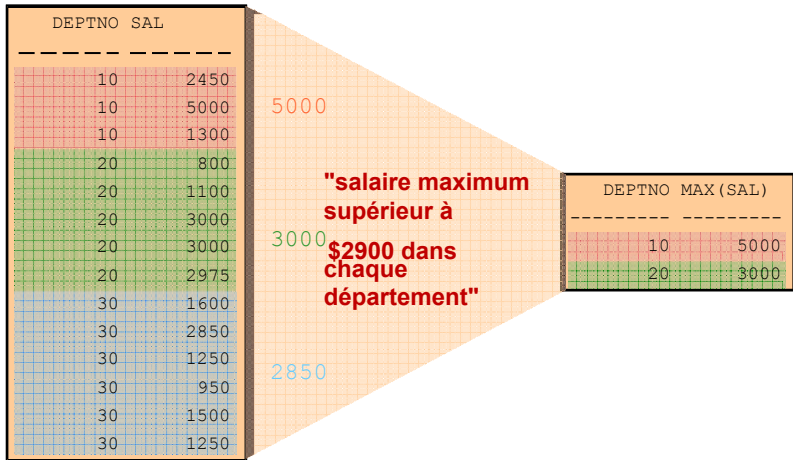 DEPTNO SAL
10 2450
10 5000
10 1300
20 800
20 1100
20 3000
20 3000
20 2975
30 1600
30 2850
30 1250
30 950
30 1500
30 1250
5000
3000
2850
"salaire maximum
supérieur à
$2900 dans
chaque
département"
DEPTNO MAX(SAL)
--------- ---------
10 5000
20 3000